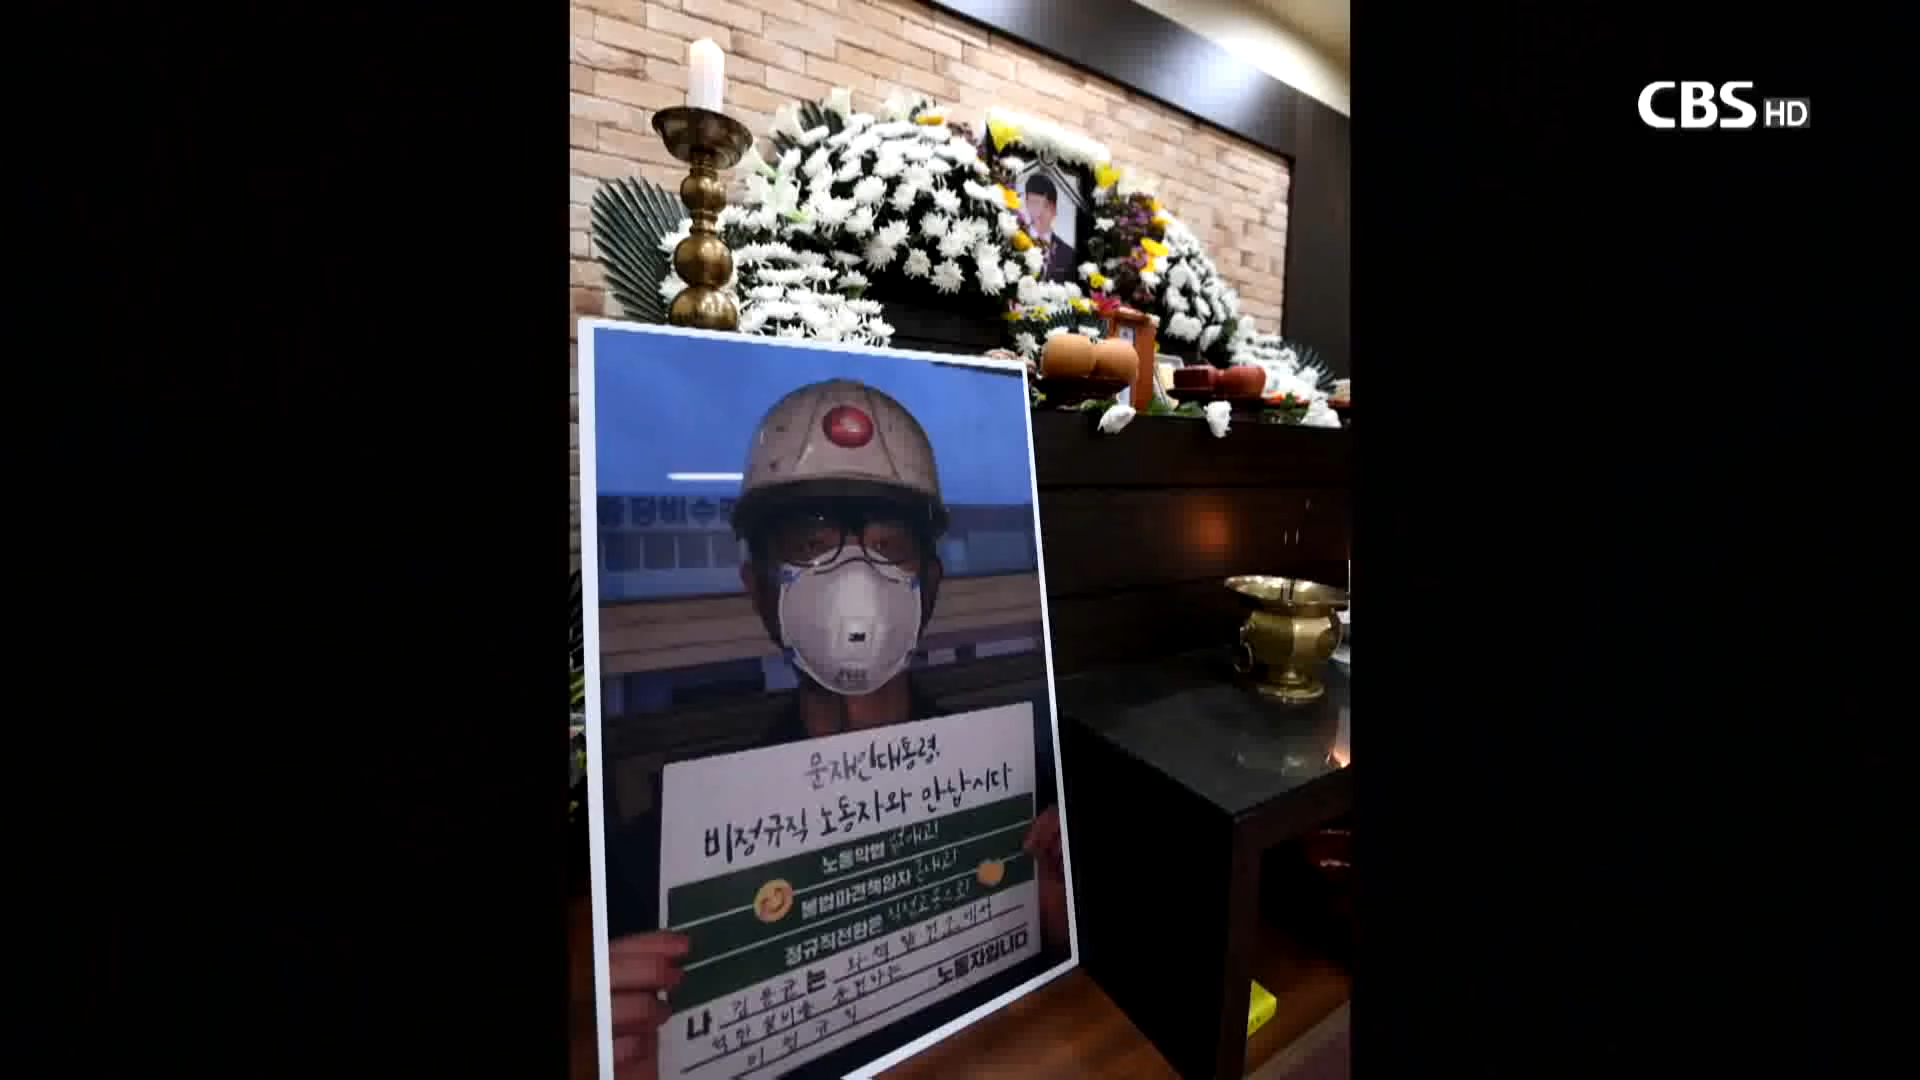 CBS HD
3M
문재인대통령,
비정규직 노동자와 만납시다
노동악법 없애고!
불법파견책임자 혼내고!
정규직전환은 직접고용으로!
나 김용균은 화력발전소에서
석탄설비를 운전하는 노동자입니다
비정규직